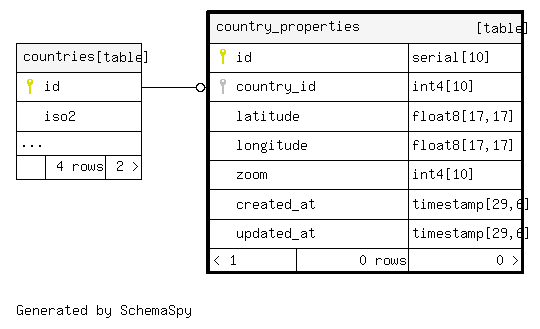 countries[table]
id
iso2
...
4 rows 2 >
country_properties [table]
id serial[10]
country_id int4[10]
latitude float8[17,17]
longitude float8[17,17]
zoom int4[10]
created_at timestamp[29,6]
updated_at timestamp[29,6]
< 1 0 rows 0 >
Generated by SchemaSpy